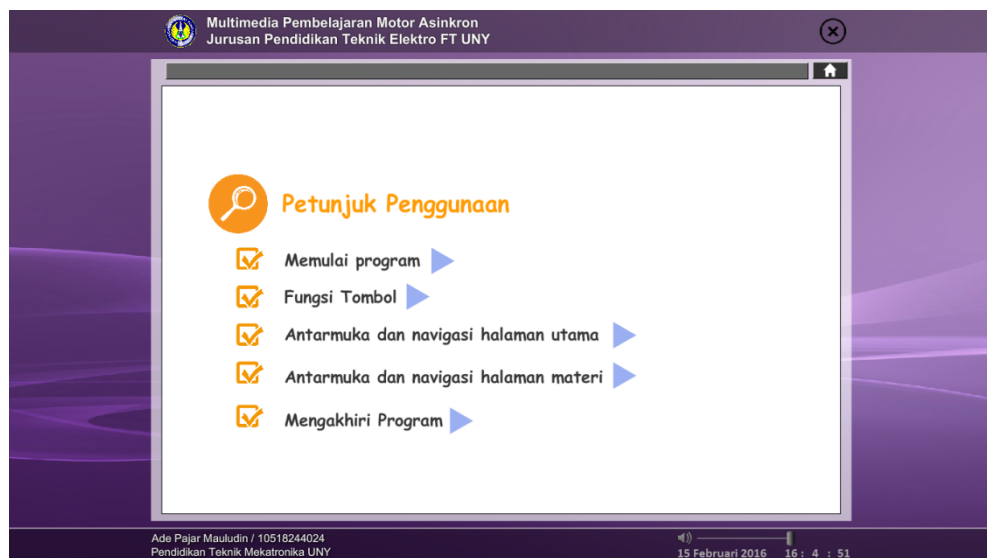 Multimedia Pembelajaran Motor Asinkron
Jurusan Pendidikan Teknik Elektro FT UNY
Petunjuk Penggunaan
Memulai program
Fungsi Tombol
Antarmuka dan navigasi halaman utama
Antarmuka dan navigasi halaman materi
Mengakhiri Program
Ade Pajar Mauludin / 10518244024
Pendidikan Teknik Mekatronika UNY
15 Februari 2016 16 : 4 : 51